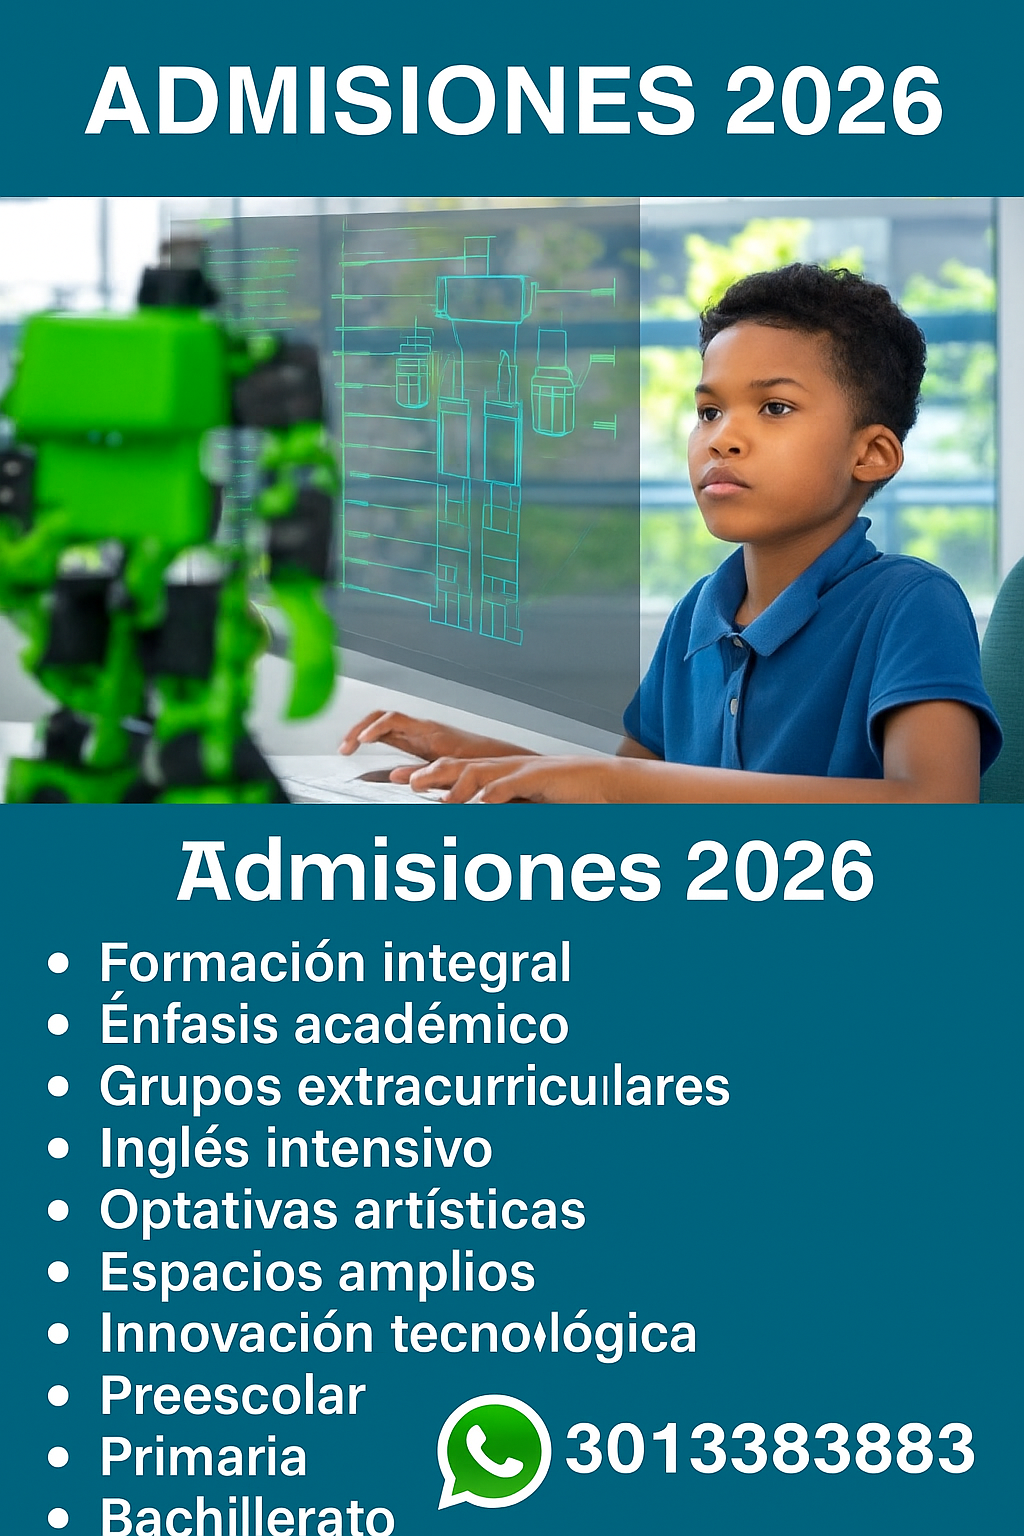 ADMISIONES 2026
Admisiones 2026
• Formación integral
• Énfasis académico
• Grupos extracurriculares
• Inglés intensivo
• Optativas artísticas
• Espacios amplios
• Innovación tecnológica
• Preescolar
• Primaria
3013383883
• Bachillerato